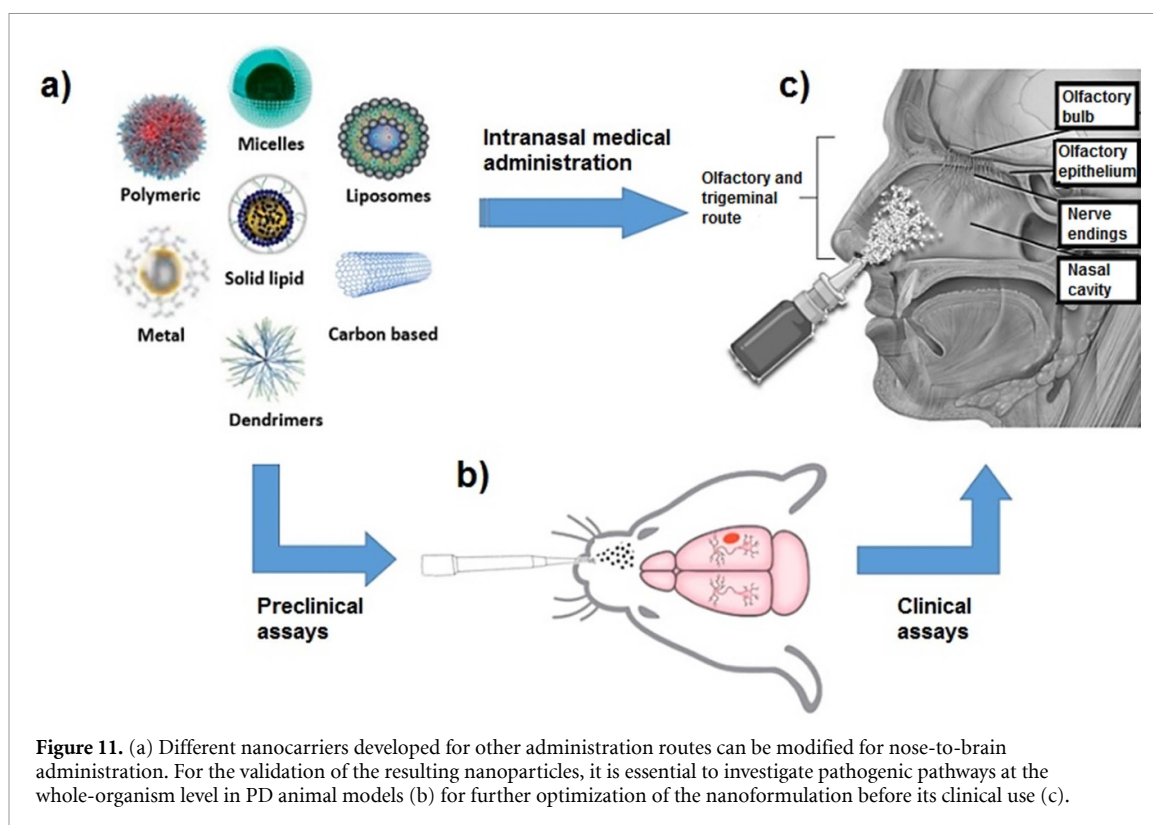 a)
Micelles
Polymeric
Liposomes
Solid lipid
Metal
Carbon based
Dendrimers
Intranasal medical
administration
c)
Olfactory and
trigeminal
route
Olfactory
bulb
Olfactory
epithelium
Nerve
endings
Nasal
cavity
b)
Preclinical
assays
Clinical
assays
Figure 11. (a) Different nanocarriers developed for other administration routes can be modified for nose-to-brain
administration. For the validation of the resulting nanoparticles, it is essential to investigate pathogenic pathways at the
whole-organism level in PD animal models (b) for further optimization of the nanoformulation before its clinical use (c).